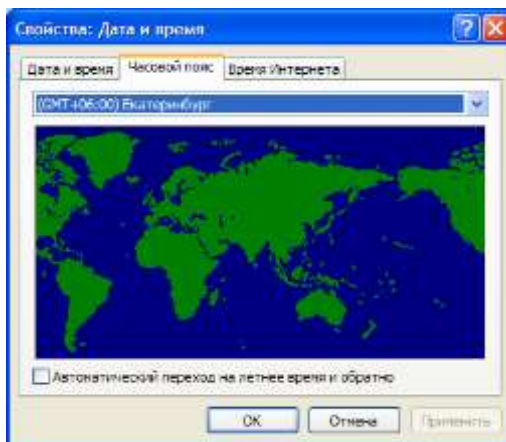 Свойства: Дата и время
Дата и время Часовой пояс Время Интернета
(GMT+06:00) Екатеринбург
Автоматический переход на летнее время и обратно
ОК Отмена Применить